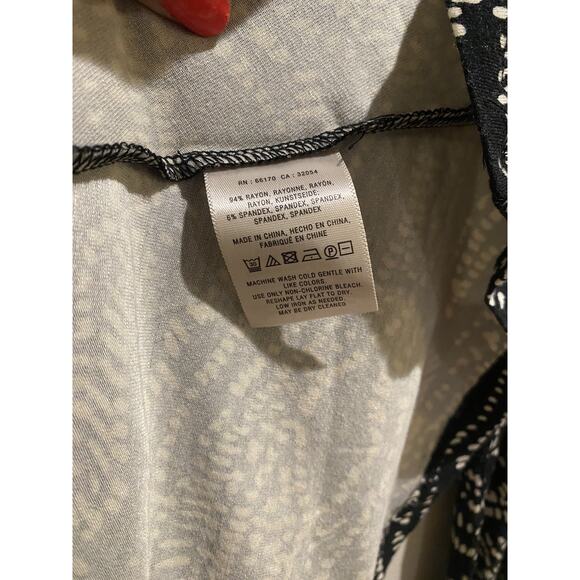 RN : 66170 CA : 32054
94% RAYON, RAYONNE, RAYÓN,
RAYON, KUNSTSEIDE;
6% SPANDEX, SPANDEX,
SPANDEX, SPANDEX
MADE IN CHINA, HECHO EN CHINA,
FABRIQUÉ EN CHINE
30 P
MACHINE WASH COLD GENTLE WITH
LIKE COLORS.
USE ONLY NON-CHLORINE BLEACH.
RESHAPE LAY FLAT TO DRY.
LOW IRON AS NEEDED.
MAY BE DRY CLEANED